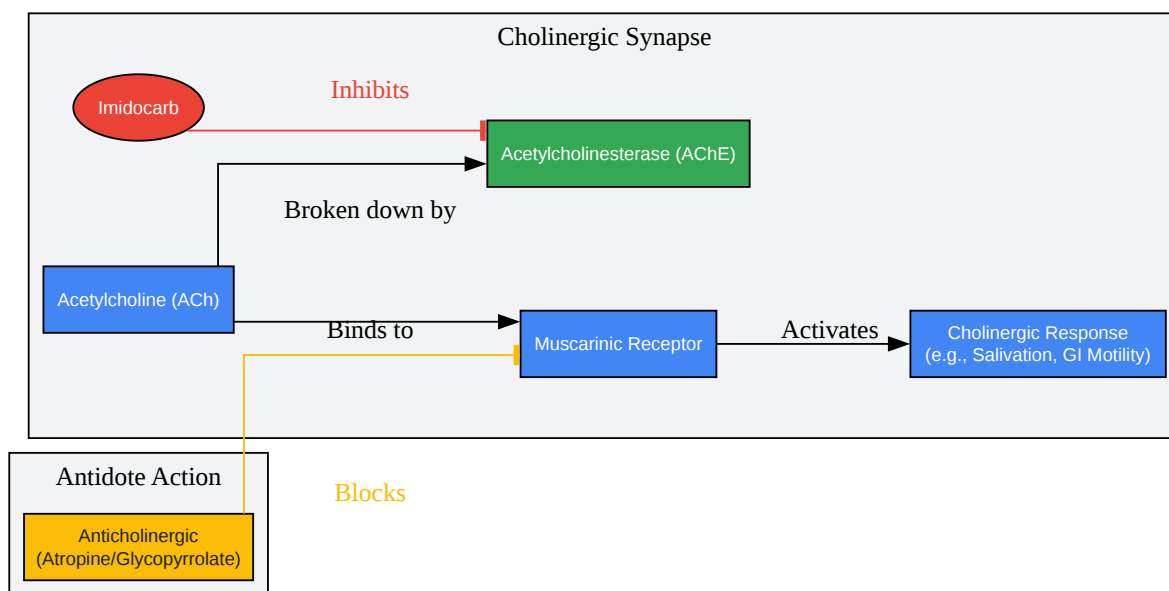 Cholinergic Synapse
Imidocarb
Inhibits
Acetylcholinesterase (AChE)
Broken down by
Acetylcholine (ACh)
Binds to
Muscarinic Receptor
Activates
Cholinergic Response
(e.g., Salivation, GI Motility)
Antidote Action
Blocks
Anticholinergic
(Atropine/Glycopyrrolate)